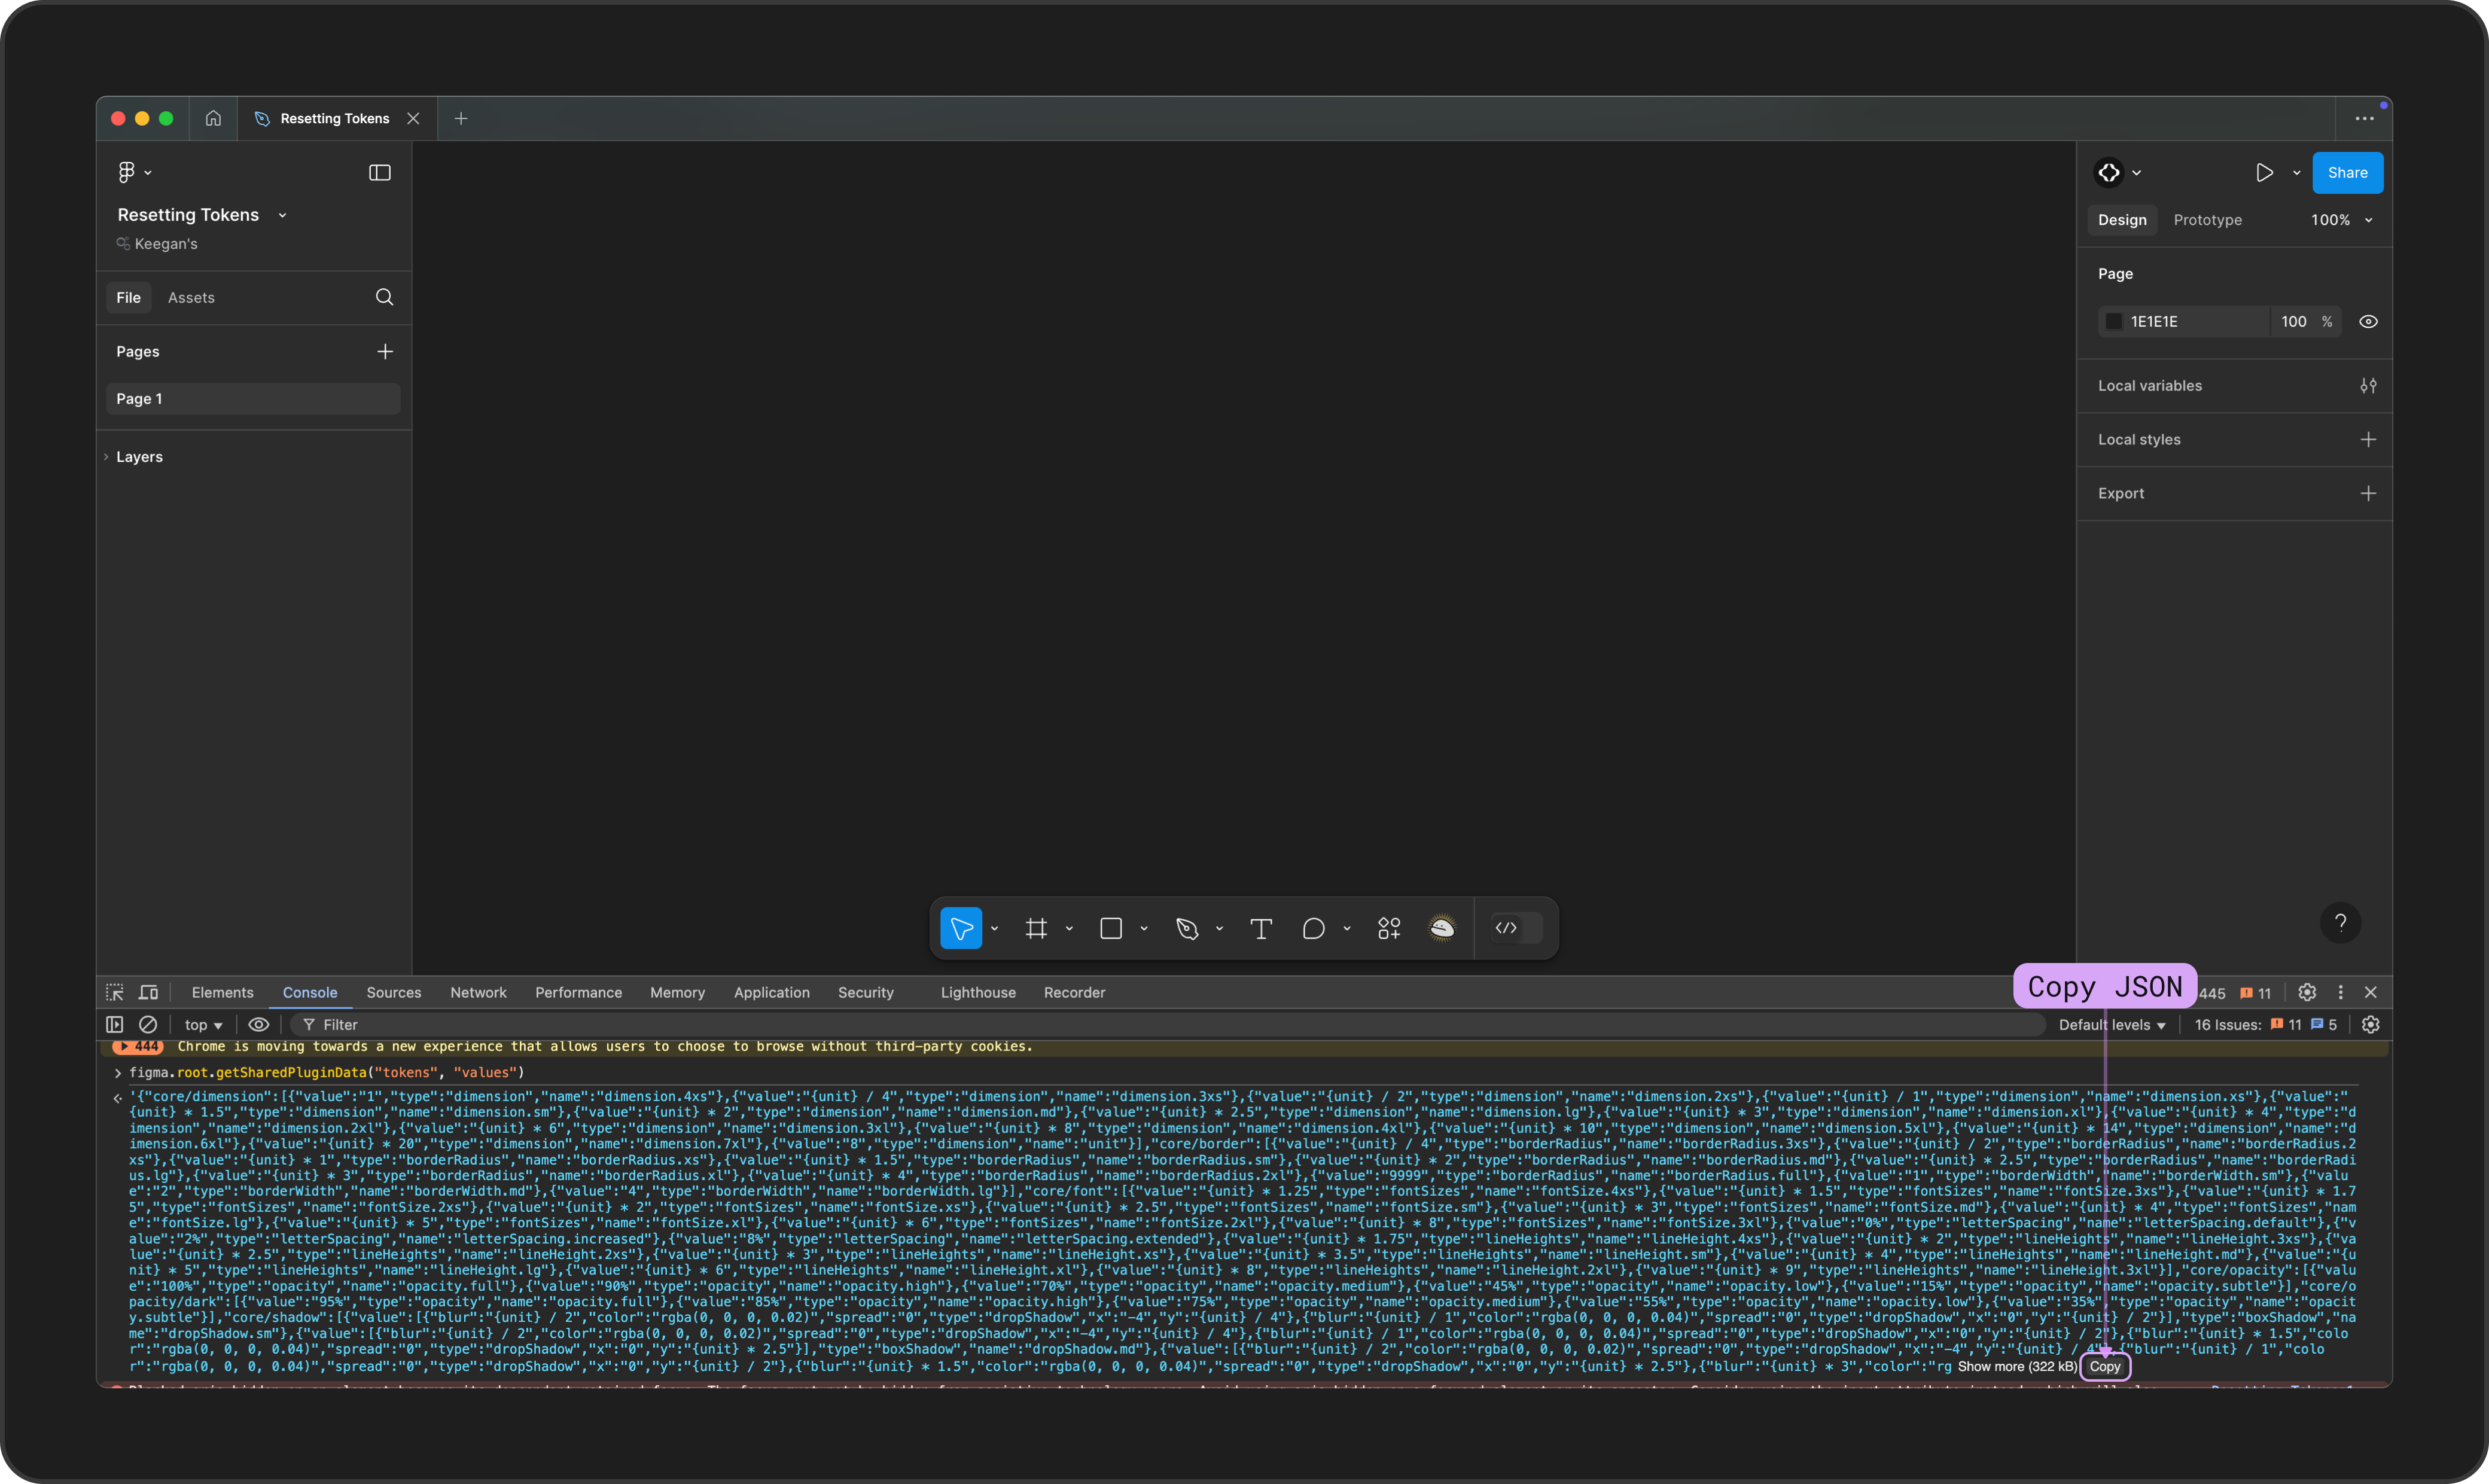 Resetting Tokens
Resetting Tokens
Keegan's
File
Assets
Pages
Page 1
Layers
Share
Design
Prototype
100%
Page
1E1E1E
100
%
Local variables
Local styles
Export
?
Copy JSON
Elements
Console
Sources
Network
Performance
Memory
Application
Security
Lighthouse
Recorder
445
11
top
Filter
Default levels
16 Issues:
11
5
444
Chrome is moving towards a new experience that allows users to choose to browse without third-party cookies.
figma.root.getSharedPluginData("tokens", "values")
'{"core/dimension":[{"value":"1","type":"dimension","name":"dimension.4xs"},{"value":"{unit} / 4","type":"dimension","name":"dimension.3xs"},{"value":"{unit} / 2","type":"dimension","name":"dimension.2xs"},{"value":"{unit} / 1","type":"dimension","name":"dimension.xs"},{"value":"
{unit} * 1.5","type":"dimension","name":"dimension.sm"},{"value":"{unit} * 2","type":"dimension","name":"dimension.md"},{"value":"{unit} * 2.5","type":"dimension","name":"dimension.lg"},{"value":"{unit} * 3","type":"dimension","name":"dimension.xl"},{"value":"{unit} * 4","type":"d
imension","name":"dimension.2xl"},{"value":"{unit} * 6","type":"dimension","name":"dimension.3xl"},{"value":"{unit} * 8","type":"dimension","name":"dimension.4xl"},{"value":"{unit} * 10","type":"dimension","name":"dimension.5xl"},{"value":"{unit} * 14","type":"dimension","name":"d
imension.6xl"},{"value":"{unit} * 20","type":"dimension","name":"dimension.7xl"},{"value":"8","type":"dimension","name":"unit"}],"core/border":[{"value":"{unit} / 4","type":"borderRadius","name":"borderRadius.3xs"},{"value":"{unit} / 2","type":"borderRadius","name":"borderRadius.2
xs"},{"value":"{unit} * 1","type":"borderRadius","name":"borderRadius.xs"},{"value":"{unit} * 1.5","type":"borderRadius","name":"borderRadius.sm"},{"value":"{unit} * 2","type":"borderRadius","name":"borderRadius.md"},{"value":"{unit} * 2.5","type":"borderRadius","name":"borderRadi
us.lg"},{"value":"{unit} * 3","type":"borderRadius","name":"borderRadius.xl"},{"value":"{unit} * 4","type":"borderRadius","name":"borderRadius.2xl"},{"value":"9999","type":"borderRadius","name":"borderRadius.full"},{"value":"1","type":"borderWidth","name":"borderWidth.sm"},{"valu
e":"2","type":"borderWidth","name":"borderWidth.md"},{"value":"4","type":"borderWidth","name":"borderWidth.lg"}],"core/font":[{"value":"{unit} * 1.25","type":"fontSizes","name":"fontSize.4xs"},{"value":"{unit} * 1.5","type":"fontSizes","name":"fontSize.3xs"},{"value":"{unit} * 1.7
5","type":"fontSizes","name":"fontSize.2xs"},{"value":"{unit} * 2","type":"fontSizes","name":"fontSize.xs"},{"value":"{unit} * 2.5","type":"fontSizes","name":"fontSize.sm"},{"value":"{unit} * 3","type":"fontSizes","name":"fontSize.md"},{"value":"{unit} * 4","type":"fontSizes","nam
e":"fontSize.lg"},{"value":"{unit} * 5","type":"fontSizes","name":"fontSize.xl"},{"value":"{unit} * 6","type":"fontSizes","name":"fontSize.2xl"},{"value":"{unit} * 8","type":"fontSizes","name":"fontSize.3xl"},{"value":"0%","type":"letterSpacing","name":"letterSpacing.default"},{"v
alue":"2%","type":"letterSpacing","name":"letterSpacing.increased"},{"value":"8%","type":"letterSpacing","name":"letterSpacing.extended"},{"value":"{unit} * 1.75","type":"lineHeights","name":"lineHeight.4xs"},{"value":"{unit} * 2","type":"lineHeights","name":"lineHeight.3xs"},{"va
lue":"{unit} * 2.5","type":"lineHeights","name":"lineHeight.2xs"},{"value":"{unit} * 3","type":"lineHeights","name":"lineHeight.xs"},{"value":"{unit} * 3.5","type":"lineHeights","name":"lineHeight.sm"},{"value":"{unit} * 4","type":"lineHeights","name":"lineHeight.md"},{"value":"{u
nit} * 5","type":"lineHeights","name":"lineHeight.lg"},{"value":"{unit} * 6","type":"lineHeights","name":"lineHeight.xl"},{"value":"{unit} * 8","type":"lineHeights","name":"lineHeight.2xl"},{"value":"{unit} * 9","type":"lineHeights","name":"lineHeight.3xl"}],"core/opacity":[{"valu
e":"100%","type":"opacity","name":"opacity.full"},{"value":"90%","type":"opacity","name":"opacity.high"},{"value":"70%","type":"opacity","name":"opacity.medium"},{"value":"45%","type":"opacity","name":"opacity.low"},{"value":"15%","type":"opacity","name":"opacity.subtle"}],"core/o
pacity/dark":[{"value":"95%","type":"opacity","name":"opacity.full"},{"value":"85%","type":"opacity","name":"opacity.high"},{"value":"75%","type":"opacity","name":"opacity.medium"},{"value":"55%","type":"opacity","name":"opacity.low"},{"value":"35%","type":"opacity","name":"opacit
y.subtle"}],"core/shadow":[{"value":[{"blur":"{unit} / 2","color":"rgba(0, 0, 0, 0.02)","spread":"0","type":"dropShadow","x":"-4","y":"{unit} / 4"},{"blur":"{unit} / 1","color":"rgba(0, 0, 0, 0.04)","spread":"0","type":"dropShadow","x":"0","y":"{unit} / 2"}],"type":"boxShadow","na
me":"dropShadow.sm"},{"value":[{"blur":"{unit} / 2","color":"rgba(0, 0, 0, 0.02)","spread":"0","type":"dropShadow","x":"-4","y":"{unit} / 4"},{"blur":"{unit} / 1","color":"rgba(0, 0, 0, 0.04)","spread":"0","type":"dropShadow","x":"0","y":"{unit} / 2"},{"blur":"{unit} * 1.5","colo
r":"rgba(0, 0, 0, 0.04)","spread":"0","type":"dropShadow","x":"0","y":"{unit} * 2.5"}],"type":"boxShadow","name":"dropShadow.md"},{"value":[{"blur":"{unit} / 2","color":"rgba(0, 0, 0, 0.02)","spread":"0","type":"dropShadow","x":"-4","y":"{unit} / 4"},{"blur":"{unit} / 1","colo
r":"rgba(0, 0, 0, 0.04)","spread":"0","type":"dropShadow","x":"0","y":"{unit} / 2"},{"blur":"{unit} * 1.5","color":"rgba(0, 0, 0, 0.04)","spread":"0","type":"dropShadow","x":"0","y":"{unit} * 2.5"},{"blur":"{unit} * 3","color":"rg Show more (322 kB) Copy